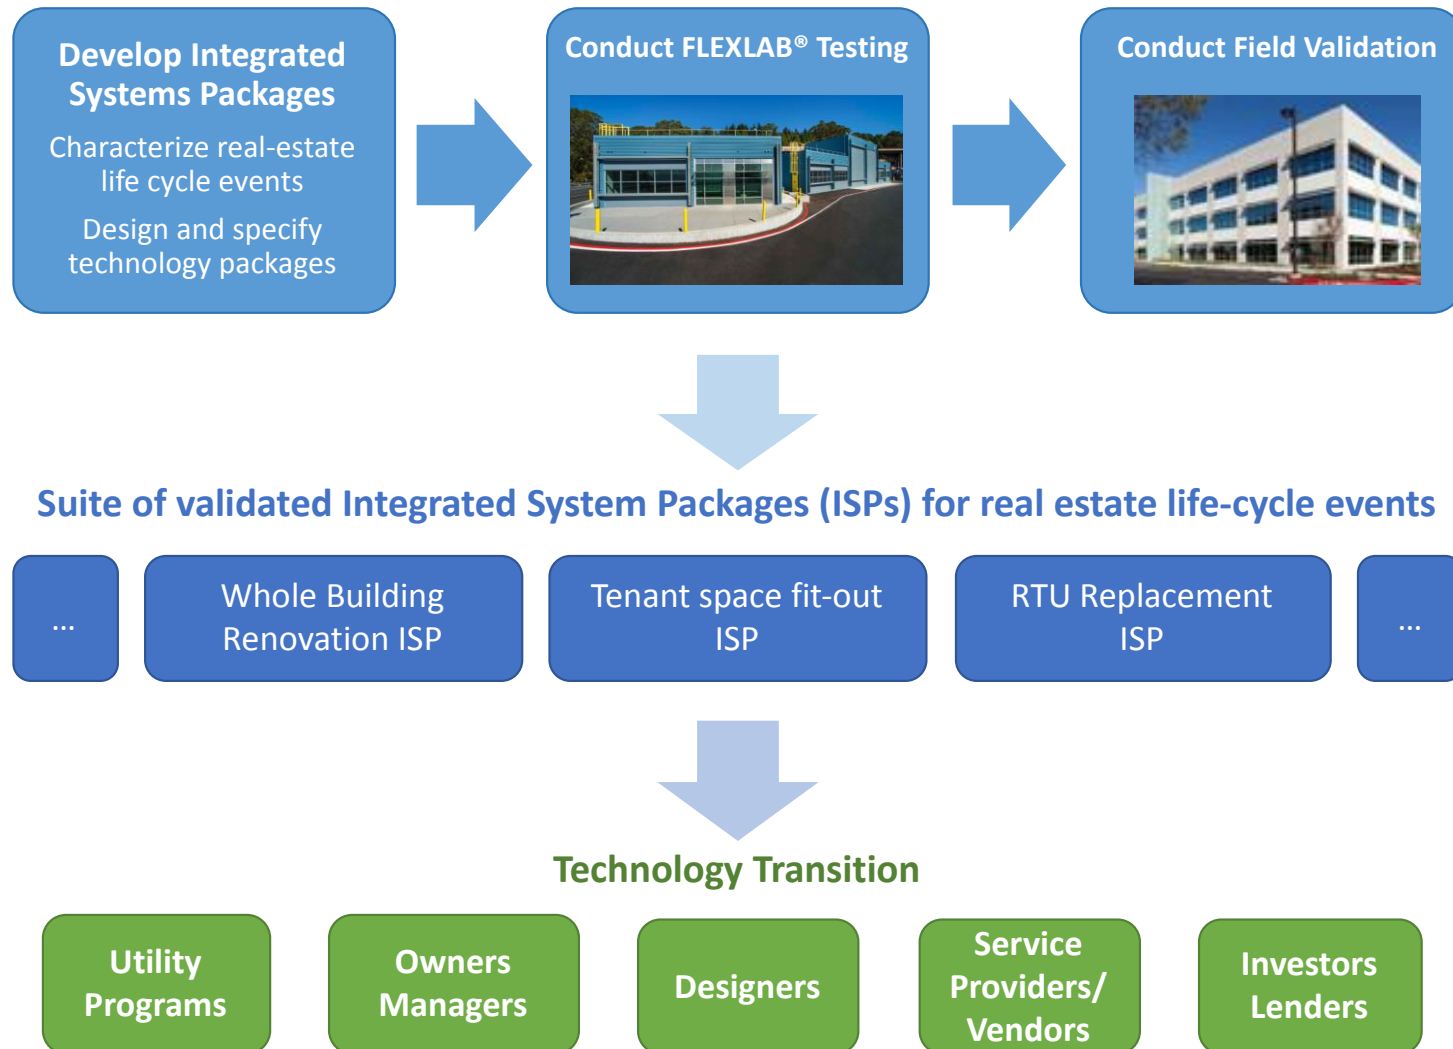 Develop Integrated
Systems Packages
Characterize real-estate
life cycle events
Design and specify
technology packages
Conduct FLEXLAB® Testing
Conduct Field Validation
Suite of validated Integrated System Packages (ISPs) for real estate life-cycle events
...
Whole Building
Renovation ISP
Tenant space fit-out
ISP
RTU Replacement
ISP
...
Technology Transition
Utility
Programs
Owners
Managers
Designers
Service
Providers/
Vendors
Investors
Lenders